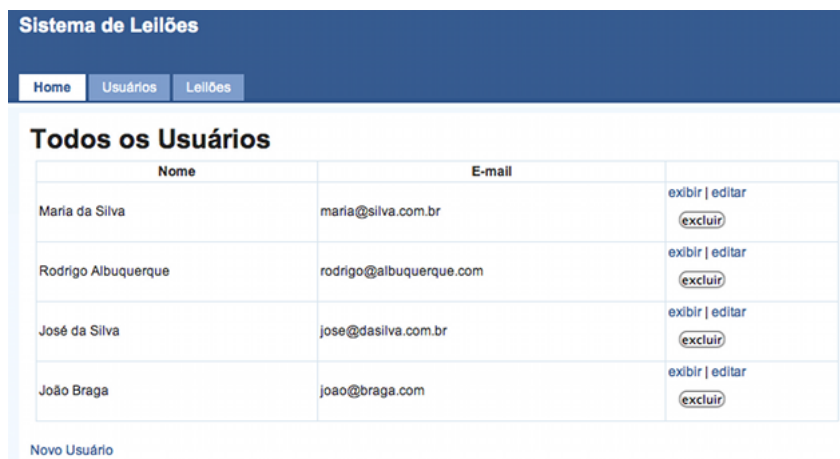 Sistema de Leilões
Home Usuários Leilões
Todos os Usuários
Nome E-mail
Maria da Silva maria@silva.com.br exibir | editar
excluir
Rodrigo Albuquerque rodrigo@albuquerque.com exibir | editar
excluir
José da Silva jose@dasilva.com.br exibir | editar
excluir
João Braga joao@braga.com exibir | editar
excluir
Novo Usuário